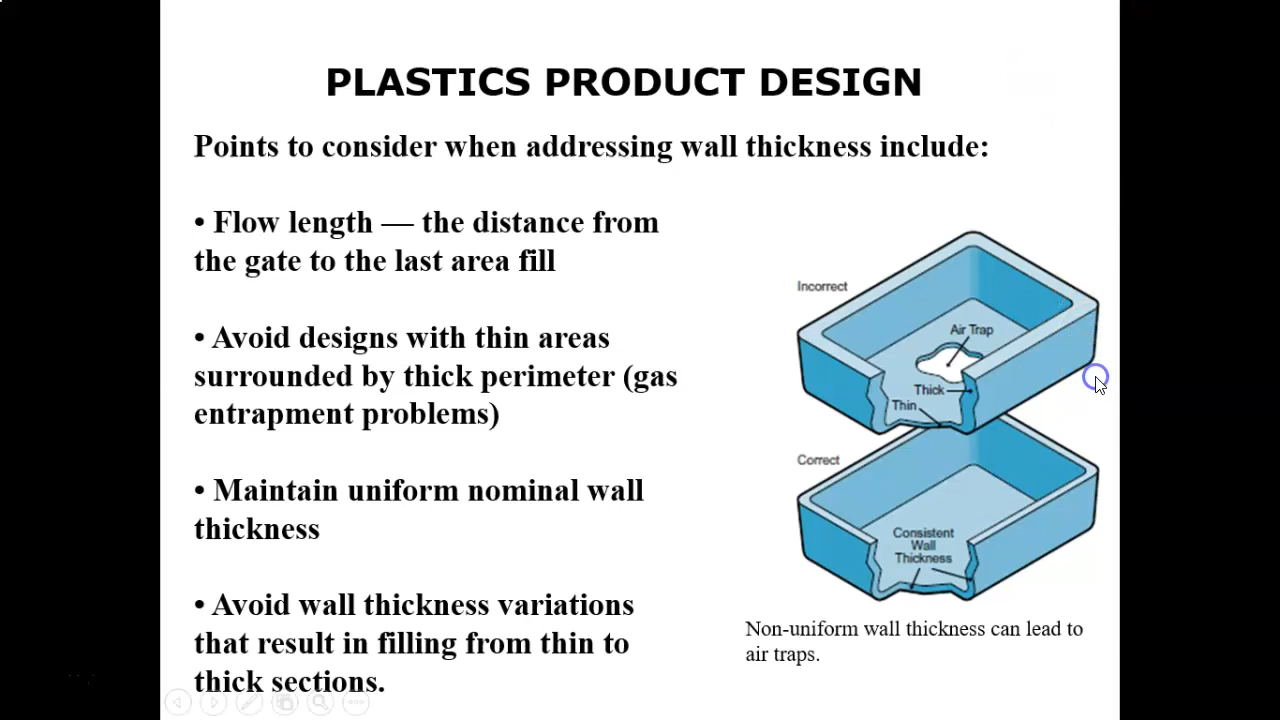 PLASTICS PRODUCT DESIGN
Points to consider when addressing wall thickness include:
• Flow length — the distance from
the gate to the last area fill
• Avoid designs with thin areas
surrounded by thick perimeter (gas
entrapment problems)
• Maintain uniform nominal wall
thickness
• Avoid wall thickness variations
that result in filling from thin to
thick sections.
Incorrect
Air Trap
Thick
Thin
Correct
Consistent
Wall
Thickness
Non-uniform wall thickness can lead to
air traps.